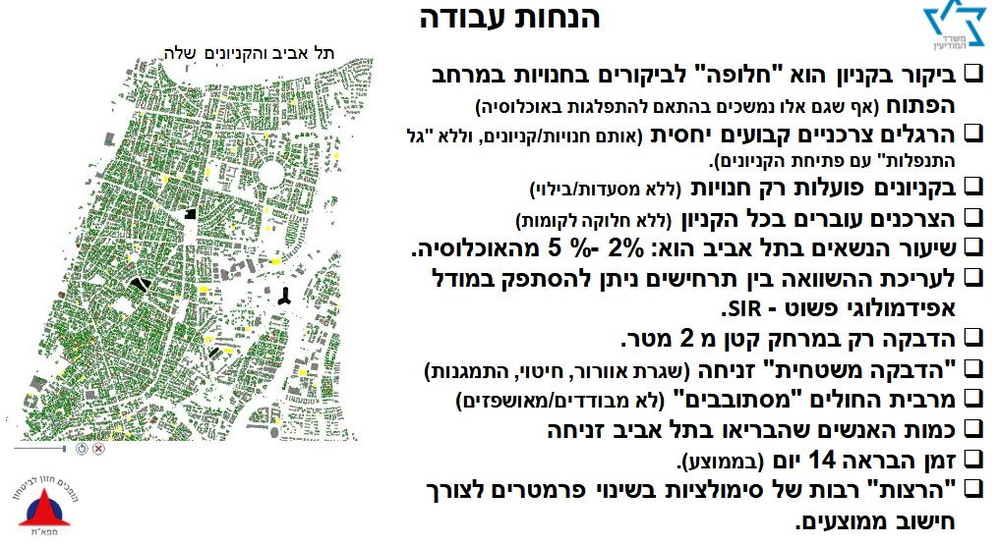 הנחות עבודה
משרד
המודיעין
תל אביב והקניונים שלה
ביקור בקניון הוא "חלופה" לביקורים בחנויות במרחב
הפתוח (אף שגם אלו נמשכים בהתאם להתפלגות באוכלוסיה)
הרגלים צרכניים קבועים יחסית (אותם חנויות/קניונים, וללא "גל
התנפלות" עם פתיחת הקניונים).
בקניונים פועלות רק חנויות (ללא מסעדות/בילוי)
הצרכנים עוברים בכל הקניון (ללא חלוקה לקומות)
שיעור הנשאים בתל אביב הוא: 2% -% 5 מהאוכלוסיה.
לעריכת ההשוואה בין תרחישים ניתן להסתפק במודל
אפידמולוגי פשוט - SIR.
הדבקה רק במרחק קטן מ 2 מטר.
"הדבקה משטחית" זניחה (שגרת אוורור, חיטוי, התמגנות)
מרבית החולים "מסתובבים" (לא מבודדים/מאושפזים)
כמות האנשים שהבריאו בתל אביב זניחה
זמן הבראה 14 יום (בממוצע).
"הרצות" רבות של סימולציות בשינוי פרמטרים לצורך
חישוב ממוצעים.
הופכים חזון לביטחון
מפא"ת